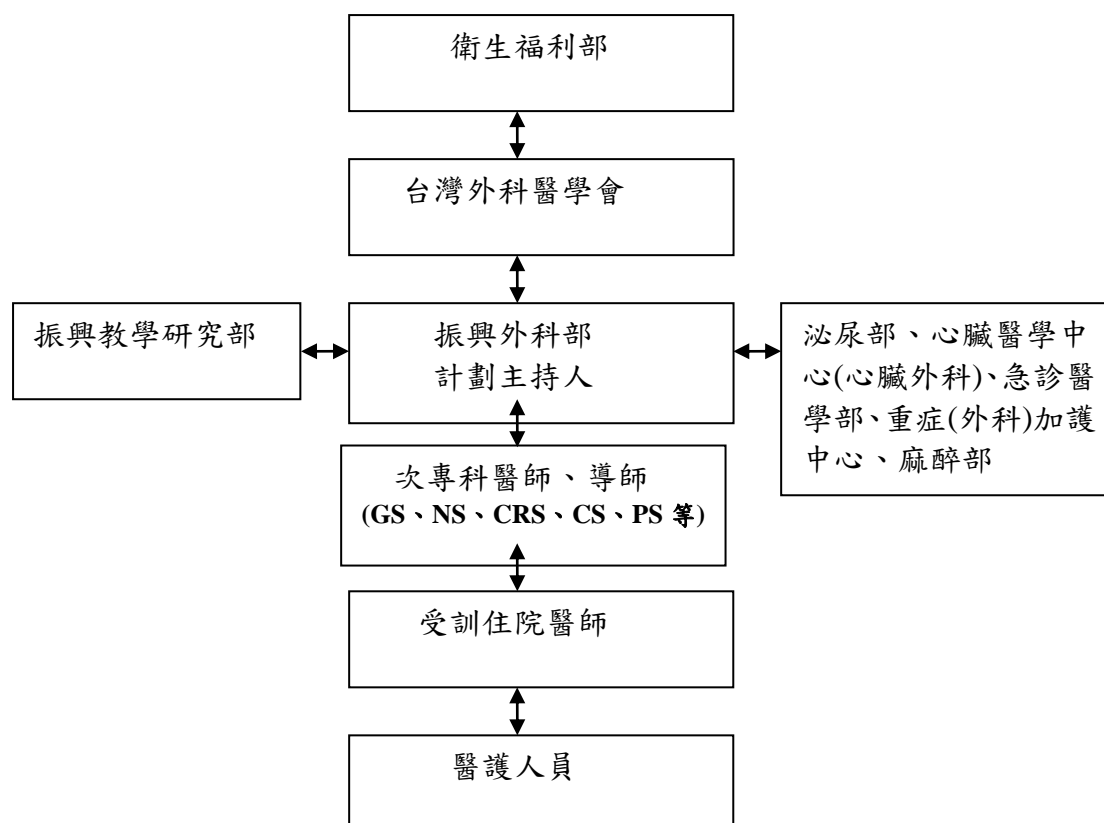 衛生福利部
台灣外科醫學會
振興教學研究部
振興外科部
計劃主持人
泌尿部、心臟醫學中
心(心臟外科)、急診醫
學部、重症(外科)加護
中心、麻醉部
次專科醫師、導師
(GS、NS、CRS、CS、PS 等)
受訓住院醫師
醫護人員